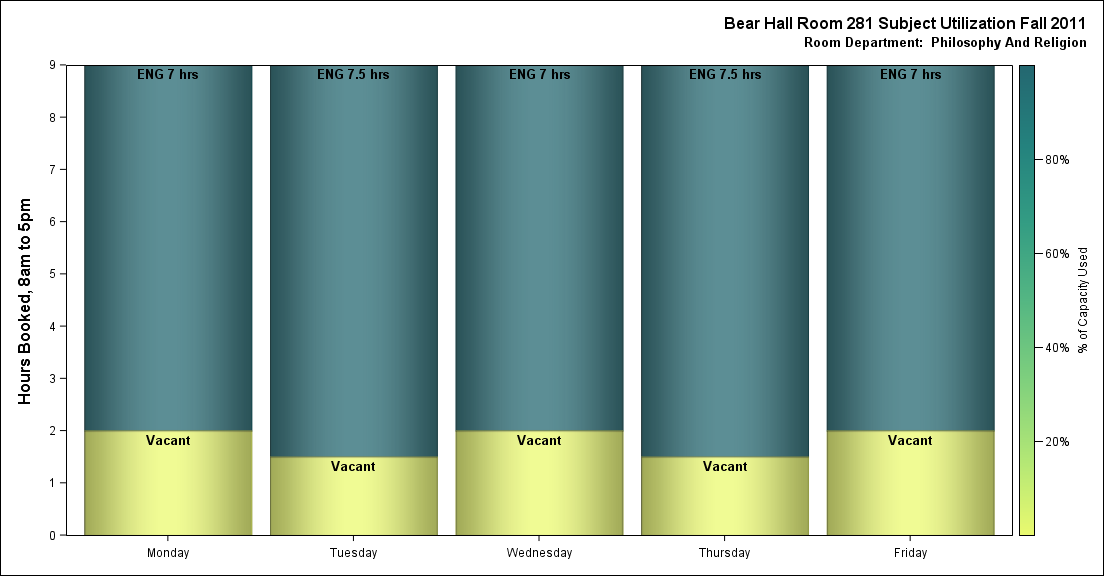 Bear Hall Room 281 Subject Utilization Fall 2011
Room Department:  Philosophy And Religion
Hours Booked, 8am to 5pm
9
8
7
6
5
4
3
2
1
0
ENG 7 hrs
ENG 7.5 hrs
ENG 7 hrs
ENG 7.5 hrs
ENG 7 hrs
Vacant
Vacant
Vacant
Vacant
Vacant
Monday
Tuesday
Wednesday
Thursday
Friday
80%
60%
40%
20%
% of Capacity Used